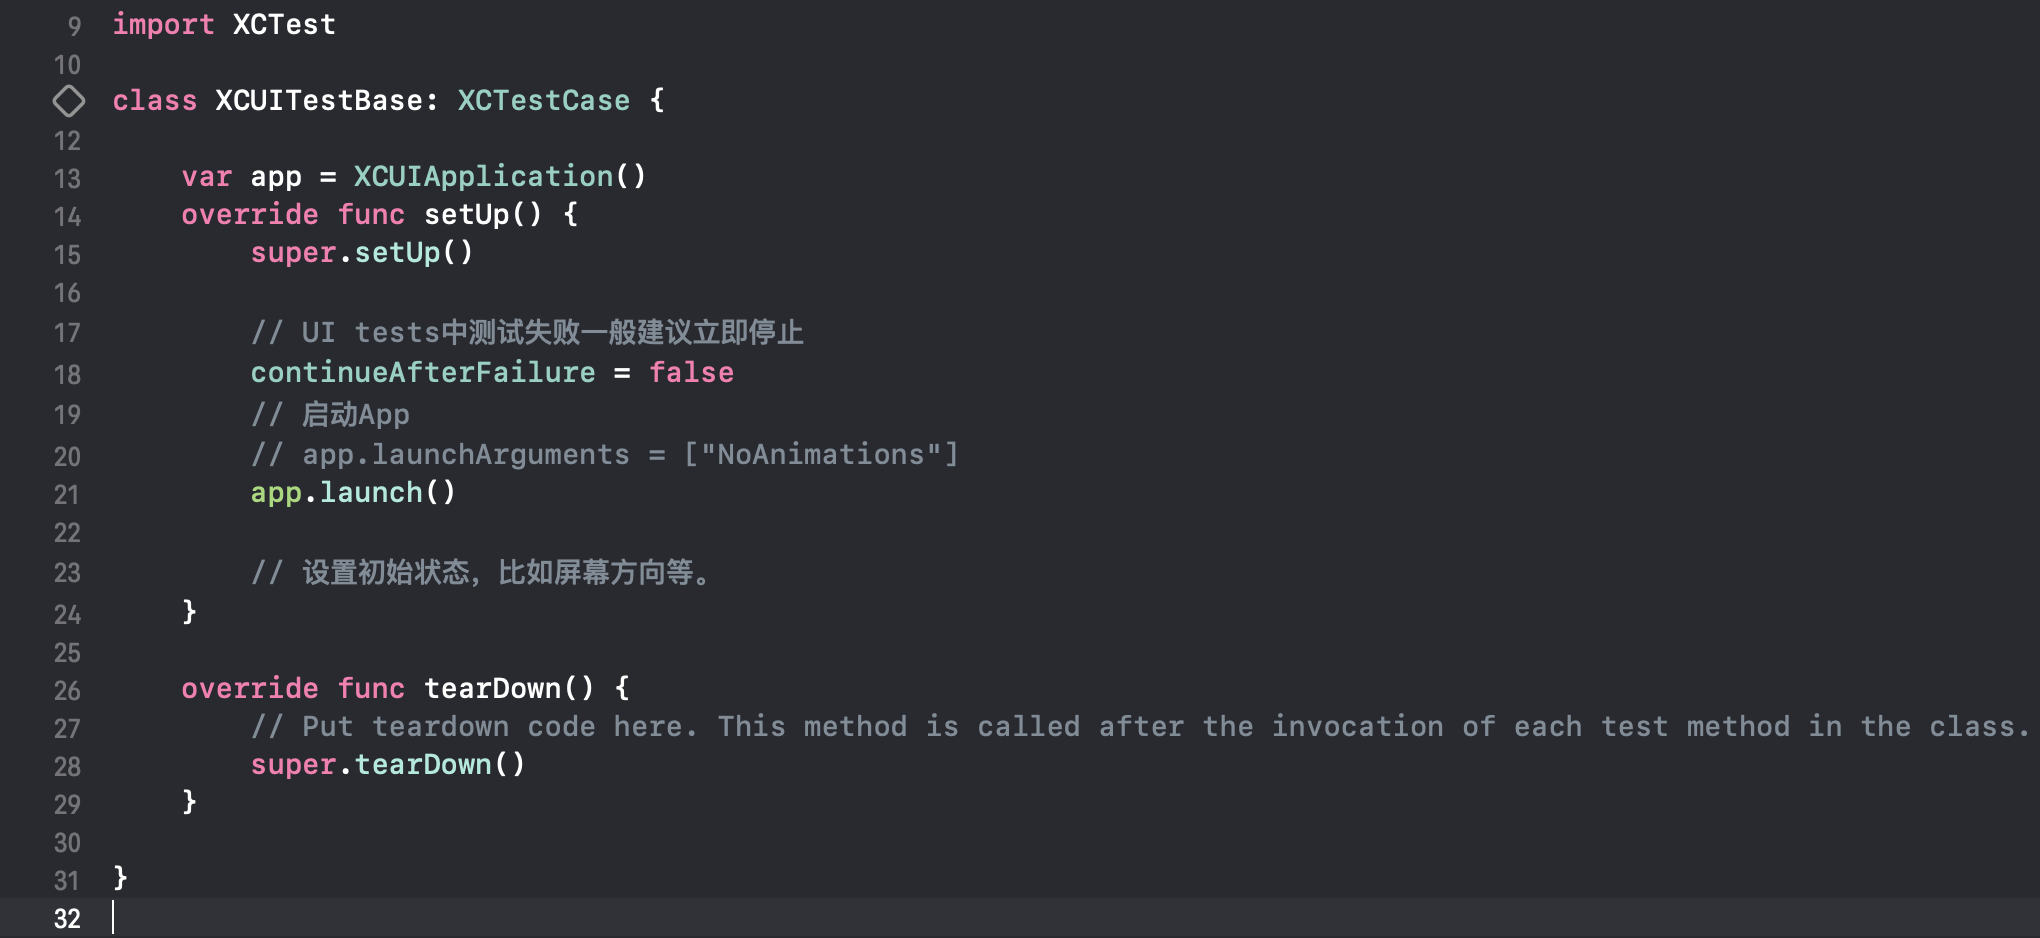 9 import XCTest
10
class XCUITestBase: XCTestCase {
12
13     var app = XCUIApplication()
14     override func setUp() {
15         super.setUp()
16
17         // UI tests中测试失败一般建议立即停止
18         continueAfterFailure = false
19         // 启动App
20         // app.launchArguments = ["NoAnimations"]
21         app.launch()
22
23         // 设置初始状态，比如屏幕方向等。
24     }
25
26     override func tearDown() {
27         // Put teardown code here. This method is called after the invocation of each test method in the class.
28         super.tearDown()
29     }
30
31 }
32